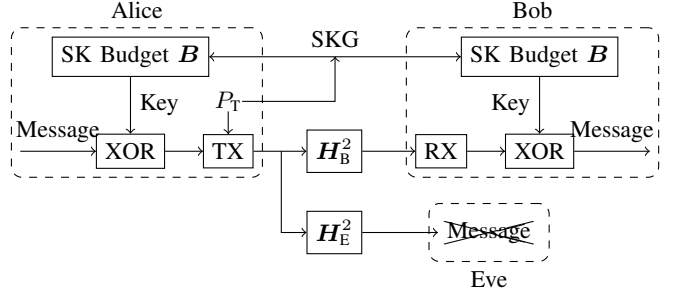 Alice
Bob
SK Budget B
SKG
SK Budget B
Key
P_T
Key
Message
XOR
TX
H_B^2
RX
XOR
Message
H_E^2
Message
Eve